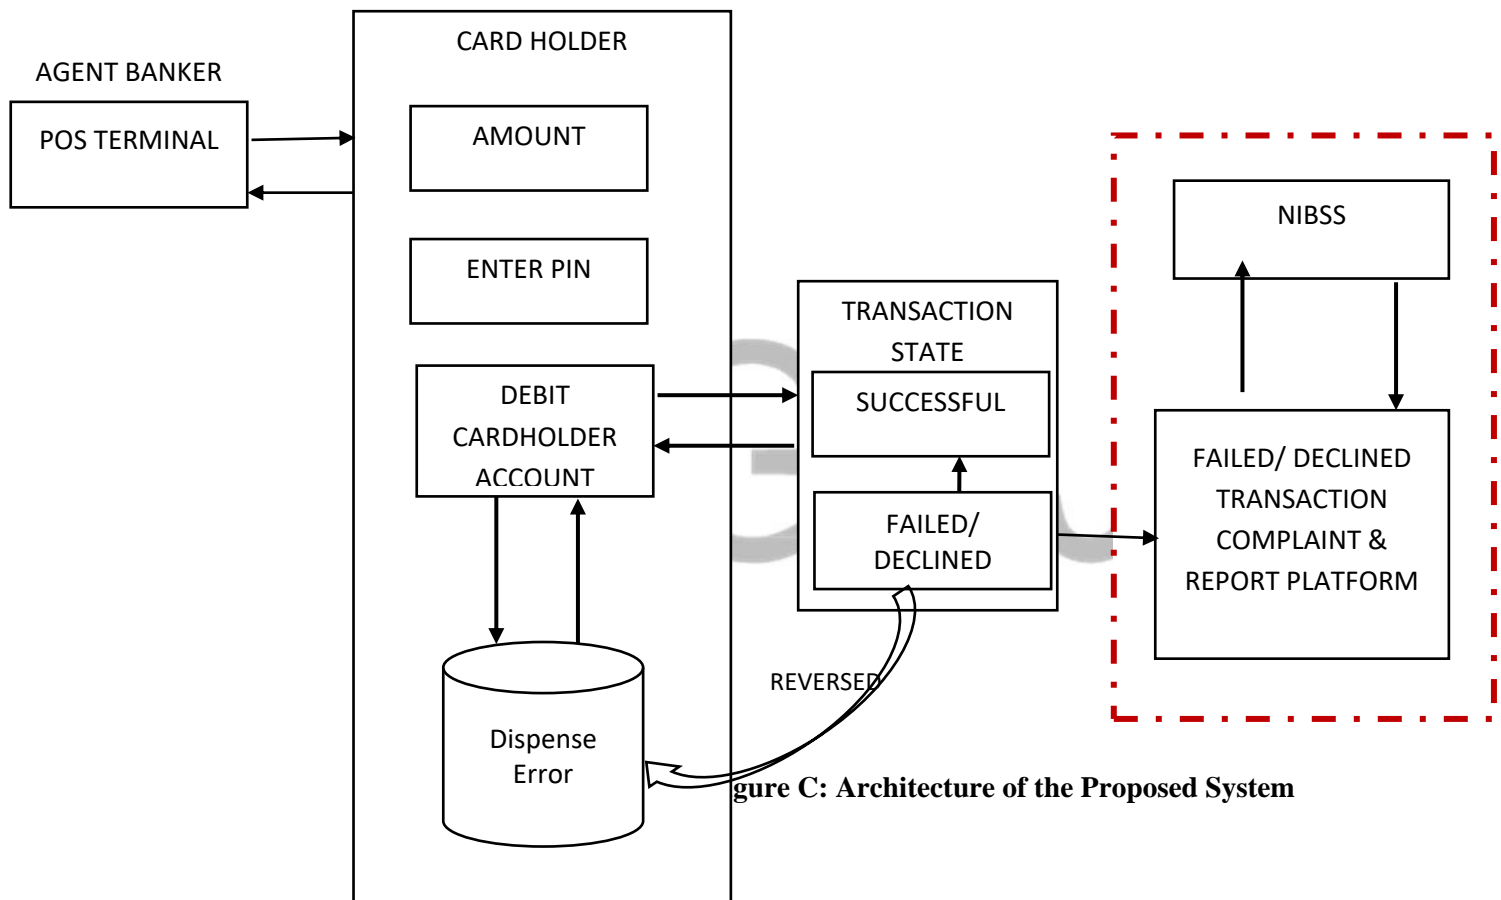 CARD HOLDER
AGENT BANKER
POS TERMINAL
AMOUNT
ENTER PIN
DEBIT
CARDHOLDER
ACCOUNT
Dispense
Error
TRANSACTION
STATE
SUCCESSFUL
FAILED/
DECLINED
REVERSED
NIBSS
FAILED/ DECLINED
TRANSACTION
COMPLAINT &
REPORT PLATFORM
gure C: Architecture of the Proposed System